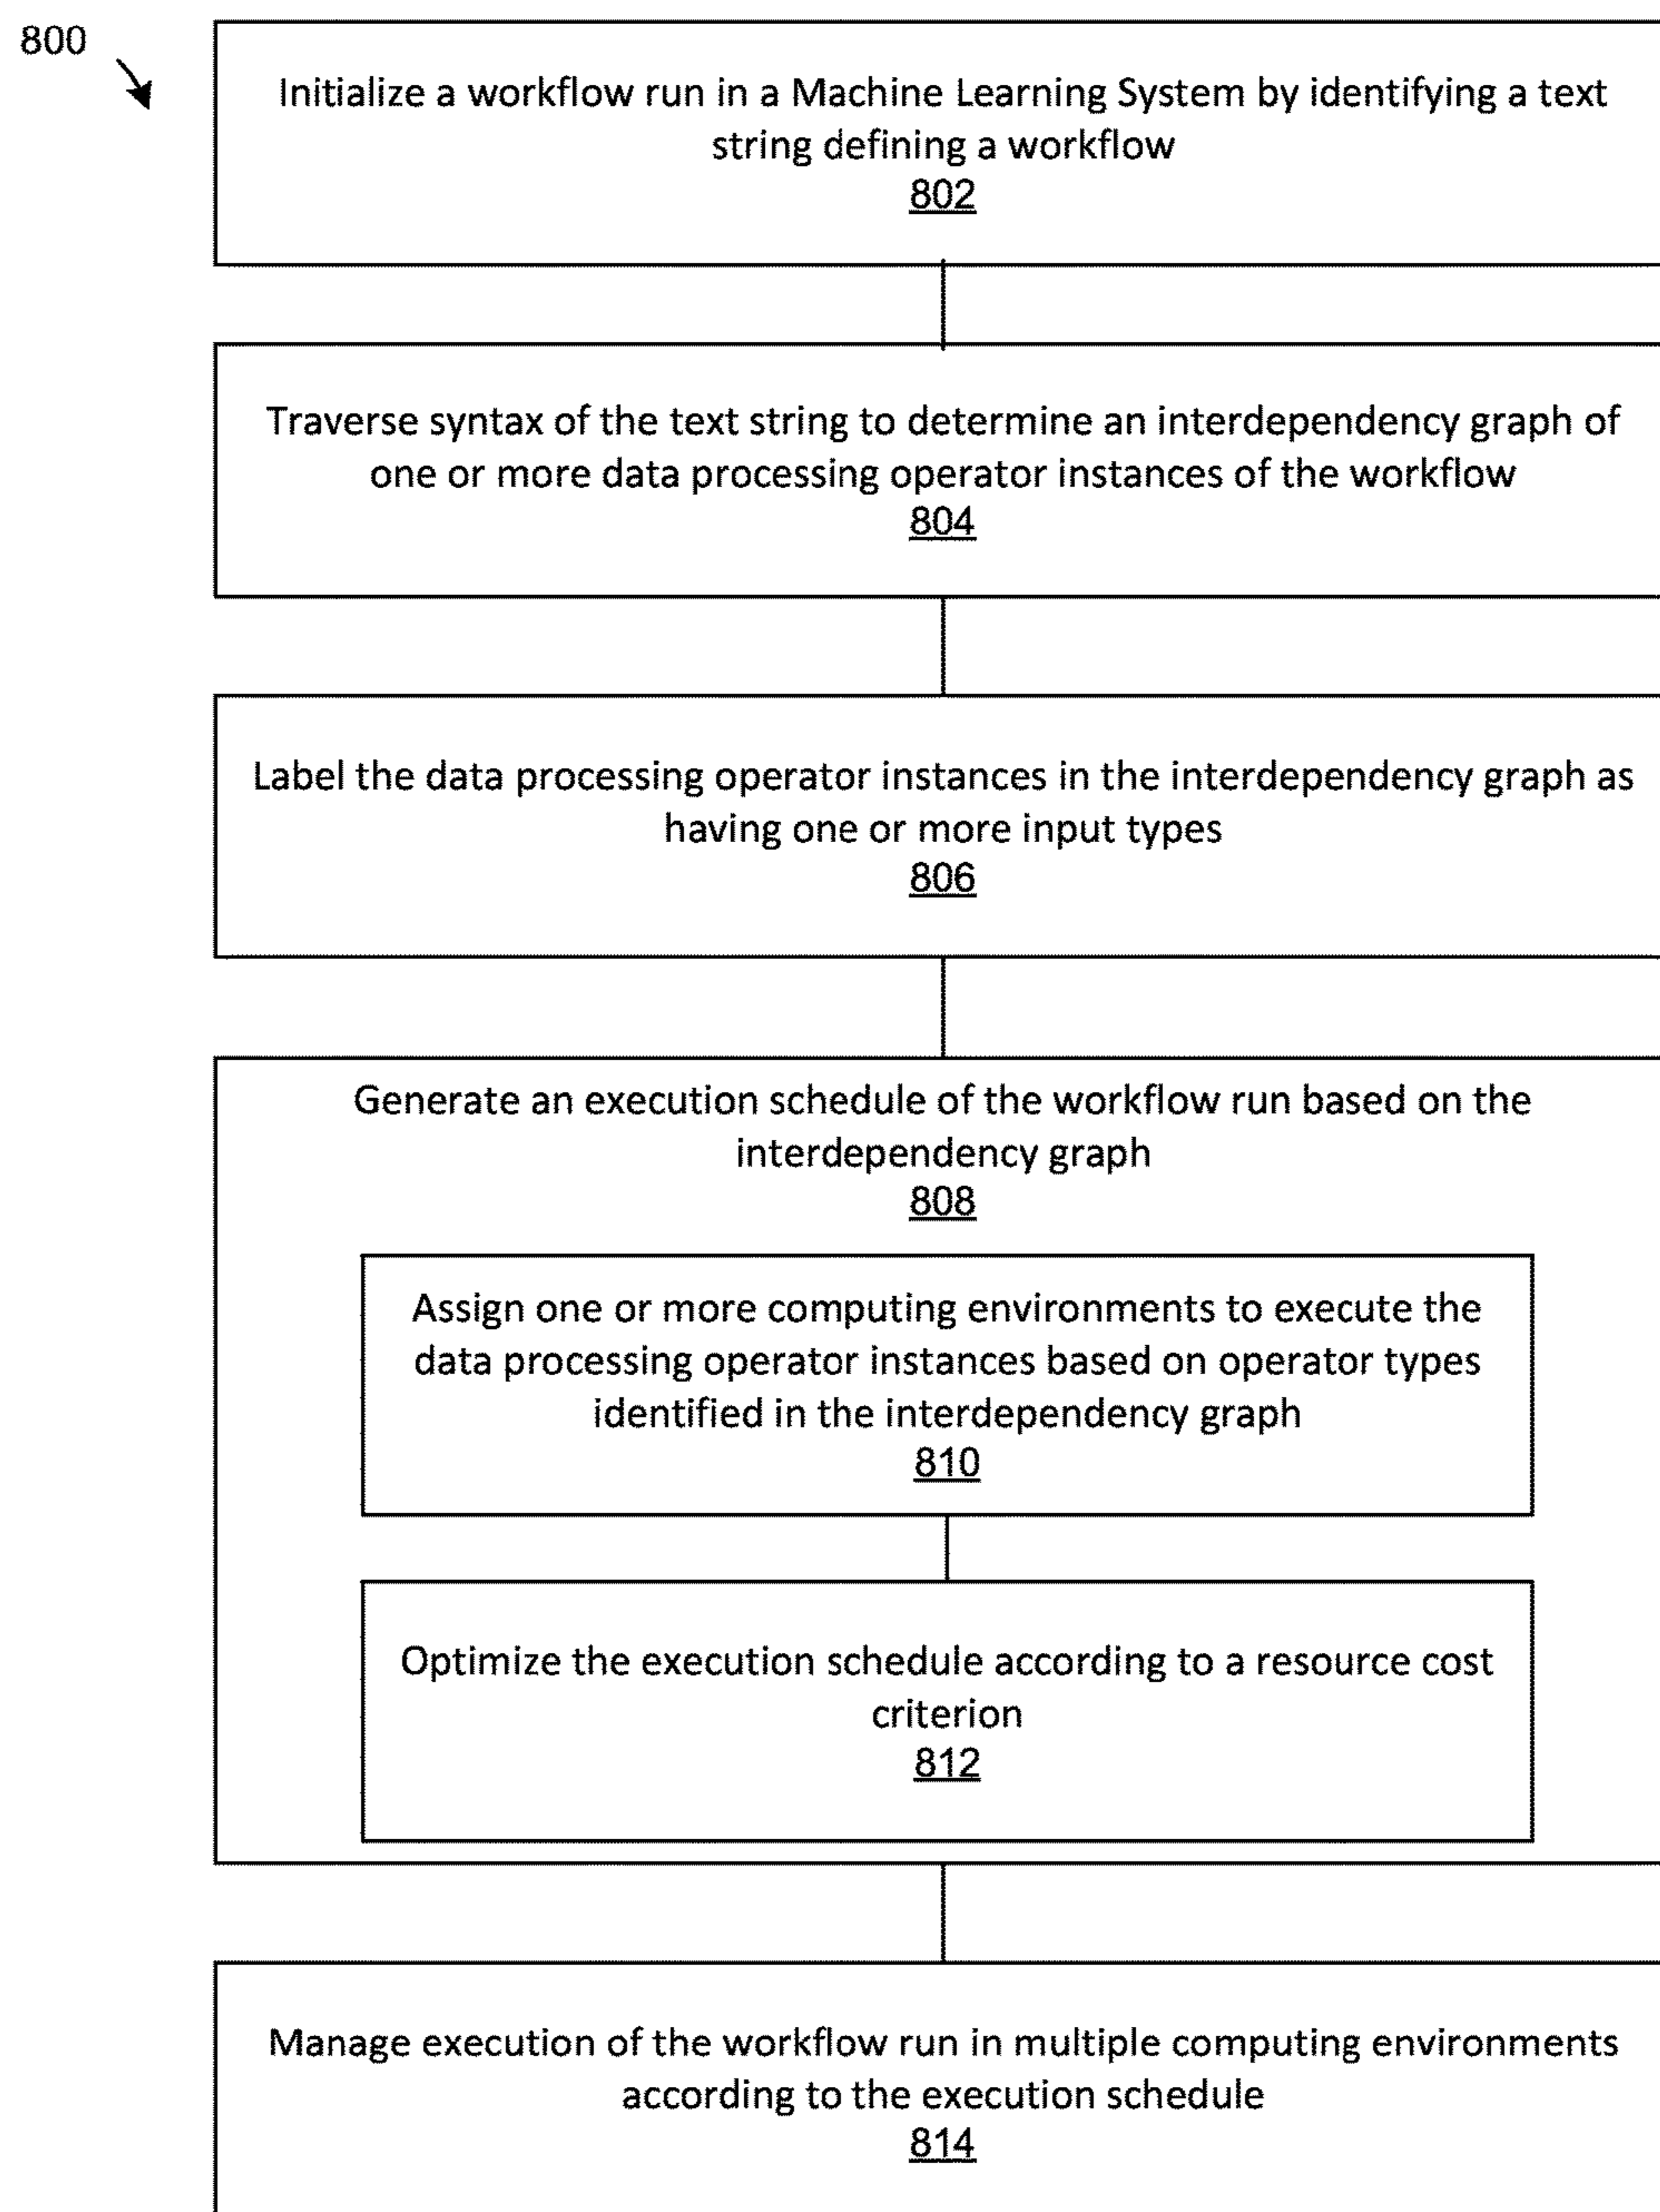 800
Initialize a workflow run in a Machine Learning System by identifying a text
string defining a workflow
802
Traverse syntax of the text string to determine an interdependency graph of
one or more data processing operator instances of the workflow
804
Label the data processing operator instances in the interdependency graph as
having one or more input types
806
Generate an execution schedule of the workflow run based on the
interdependency graph
808
Assign one or more computing environments to execute the
data processing operator instances based on operator types
identified in the interdependency graph
810
Optimize the execution schedule according to a resource cost
criterion
812
Manage execution of the workflow run in multiple computing environments
according to the execution schedule
814